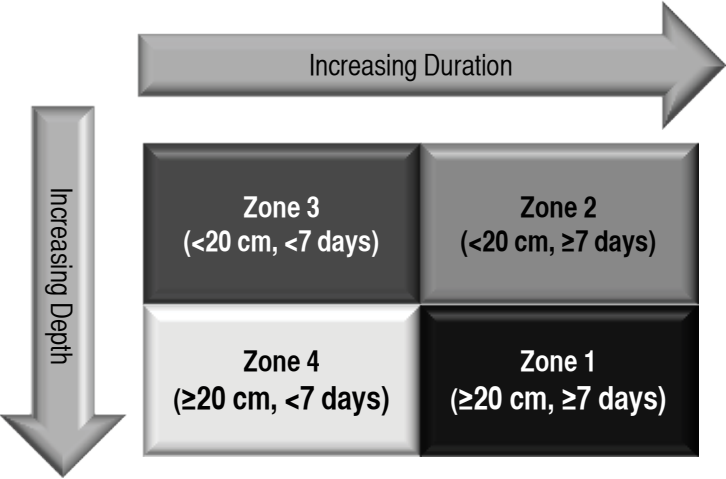 Increasing Duration
Increasing Depth
Zone 3
(<20 cm, <7 days)
Zone 2
(<20 cm, ≥7 days)
Zone 4
(≥20 cm, <7 days)
Zone 1
(≥20 cm, ≥7 days)